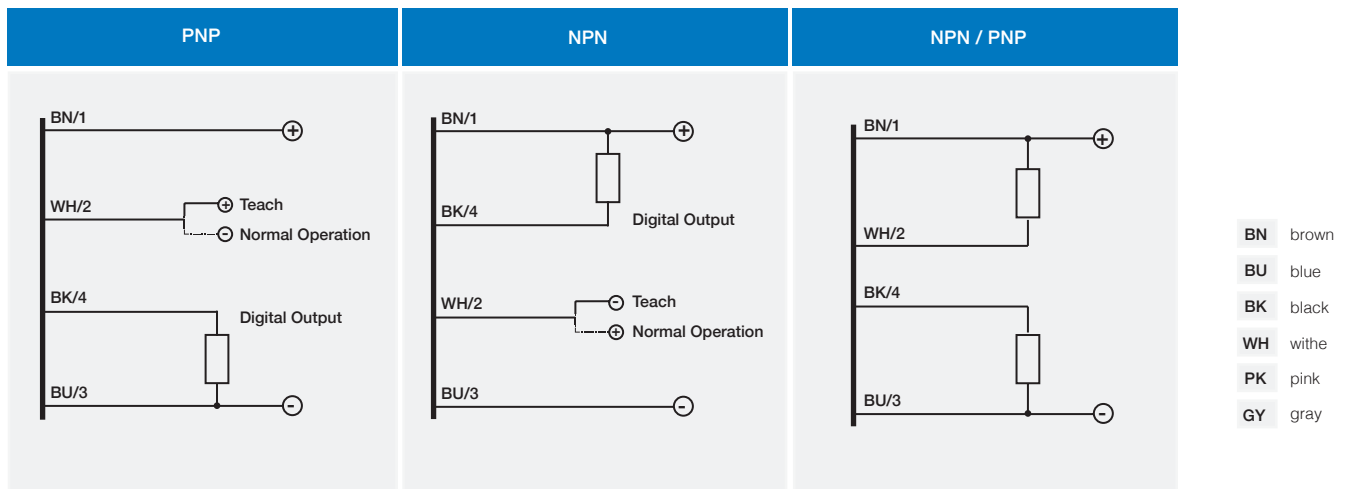 PNP
BN/1
+
WH/2
+ Teach
- Normal Operation
BK/4
Digital Output
BU/3
-
NPN
BN/1
+
BK/4
Digital Output
WH/2
- Teach
+ Normal Operation
BU/3
-
NPN / PNP
BN/1
+
WH/2
BK/4
BU/3
-
BN brown
BU blue
BK black
WH withe
PK pink
GY gray